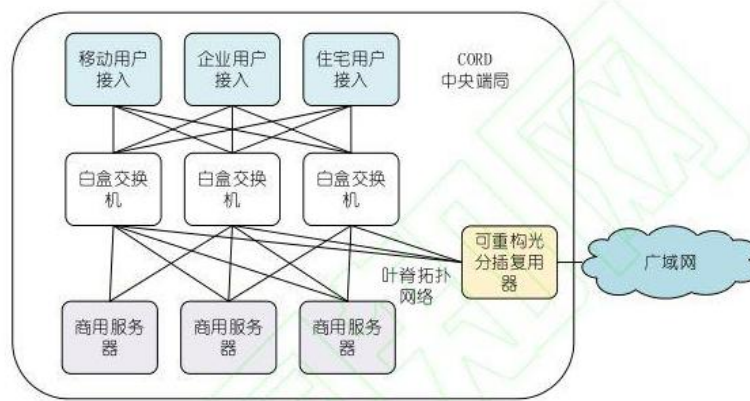 移动用户
接入
企业用户
接入
住宅用户
接入
CORD
中央端局
白盒交换
机
白盒交换
机
白盒交换
机
可重构光
分插复用
器
广域网
叶脊拓扑
网络
商用服务
器
商用服务
器
商用服务
器